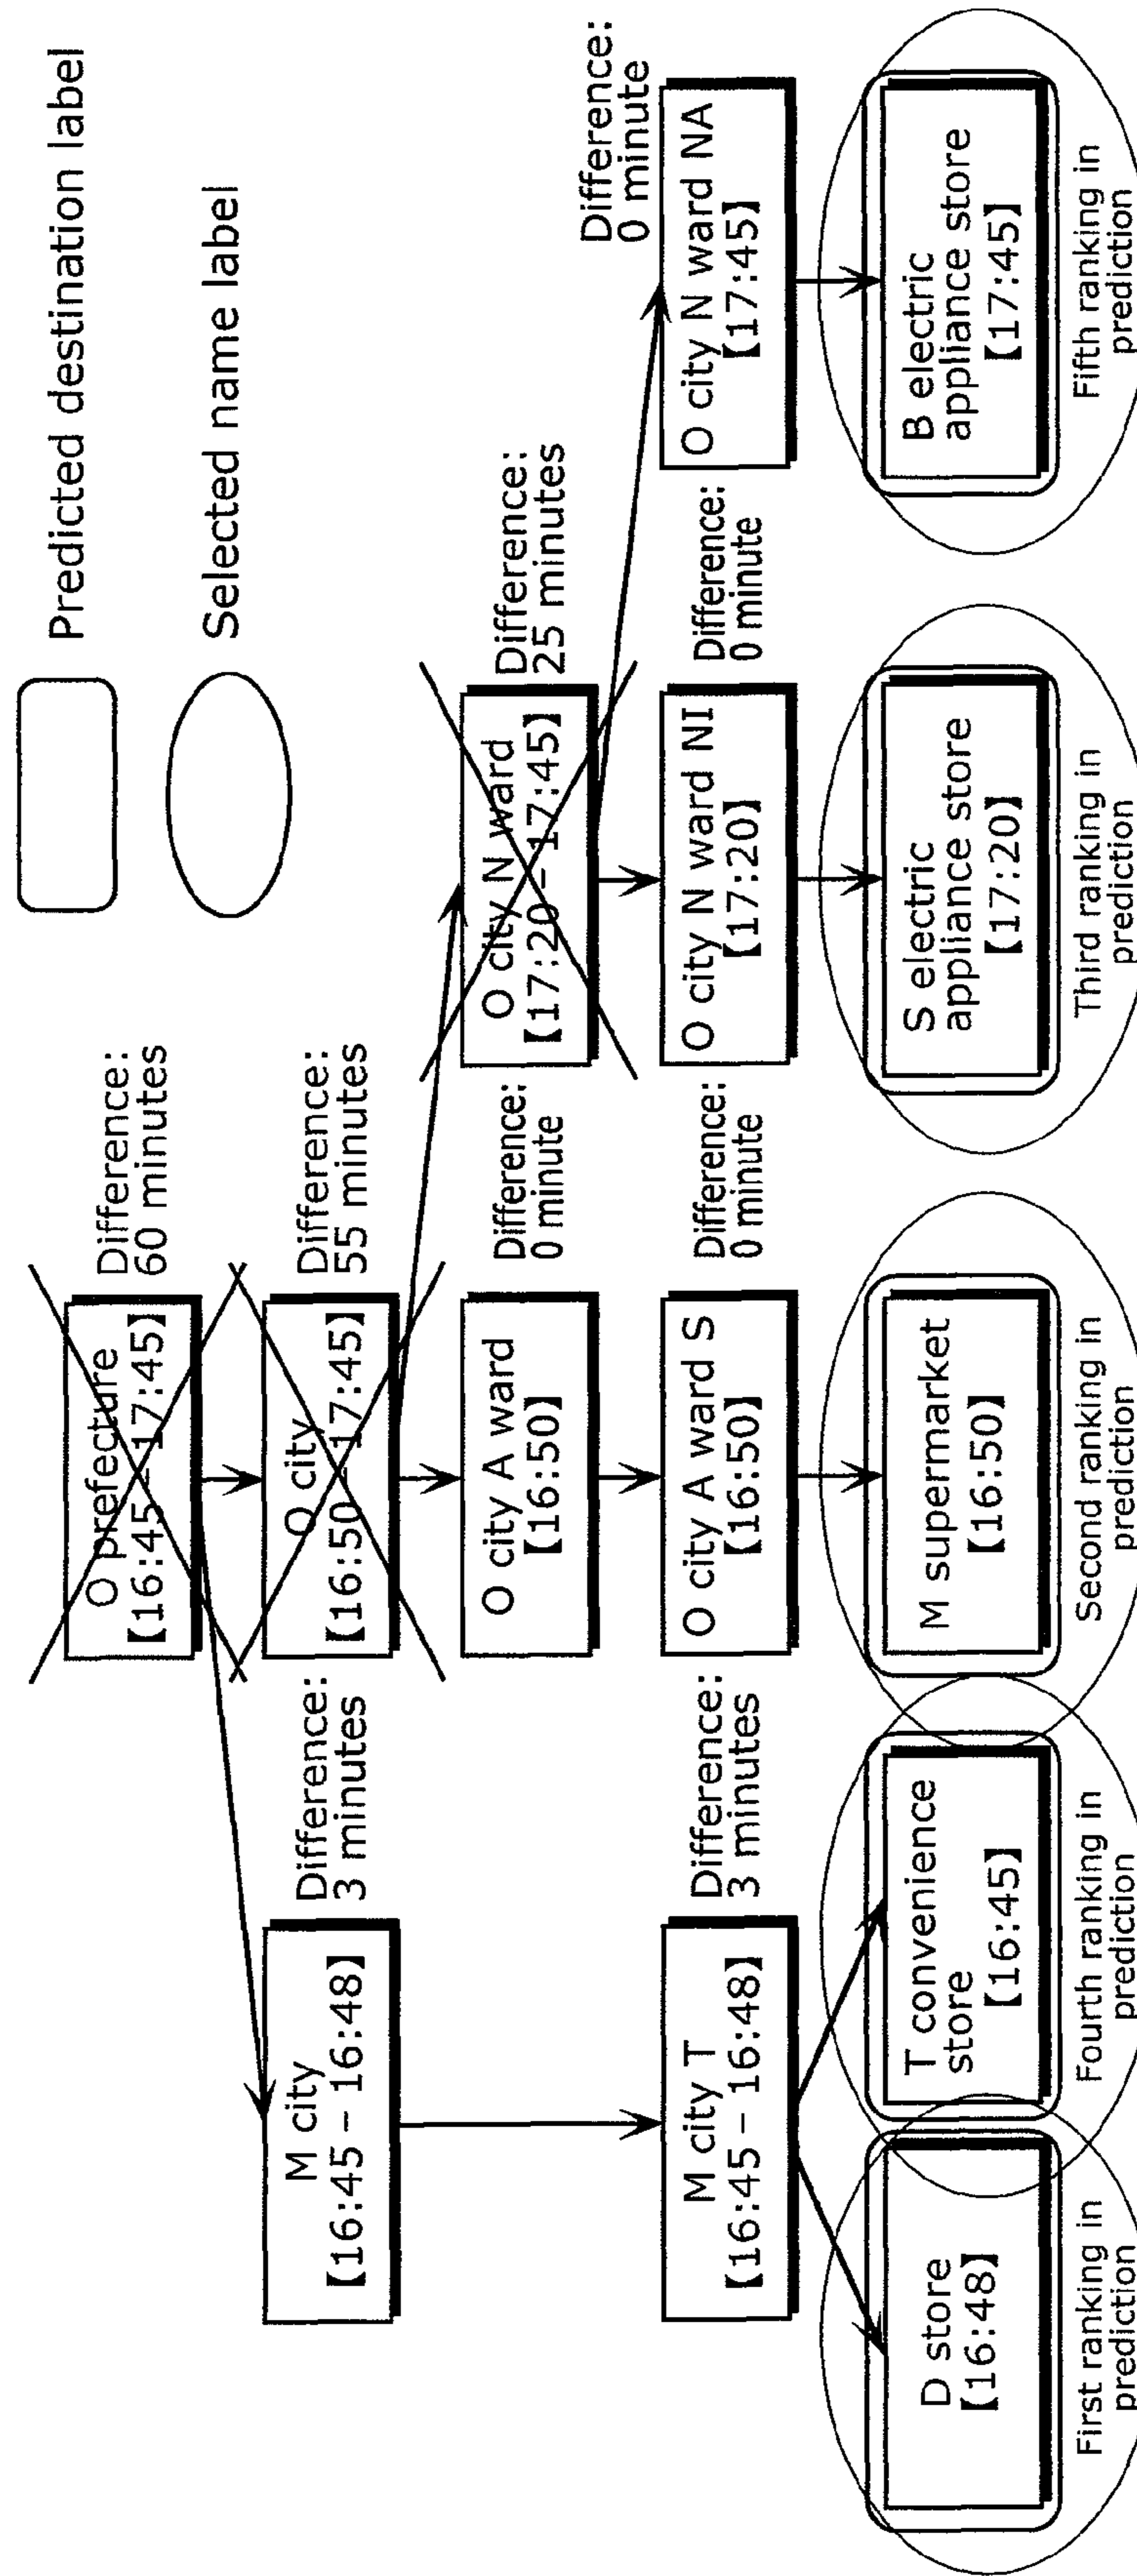 Predicted destination label
Selected name label
O prefecture
【16:45–17:45】
Difference:
60 minutes
M city
【16:45–16:48】
Difference:
3 minutes
O city
【16:50–17:45】
Difference:
55 minutes
O city A ward
【16:50】
Difference:
0 minute
O city N ward
【17:20–17:45】
Difference:
25 minutes
M city T
【16:45–16:48】
Difference:
3 minutes
O city A ward S
【16:50】
Difference:
0 minute
O city N ward NI
【17:20】
Difference:
0 minute
O city N ward NA
【17:45】
Difference:
0 minute
D store
【16:48】
First ranking in
prediction
T convenience
store
【16:45】
Fourth ranking in
prediction
M supermarket
【16:50】
Second ranking in
prediction
S electric
appliance store
【17:20】
Third ranking in
prediction
B electric
appliance store
【17:45】
Fifth ranking in
prediction